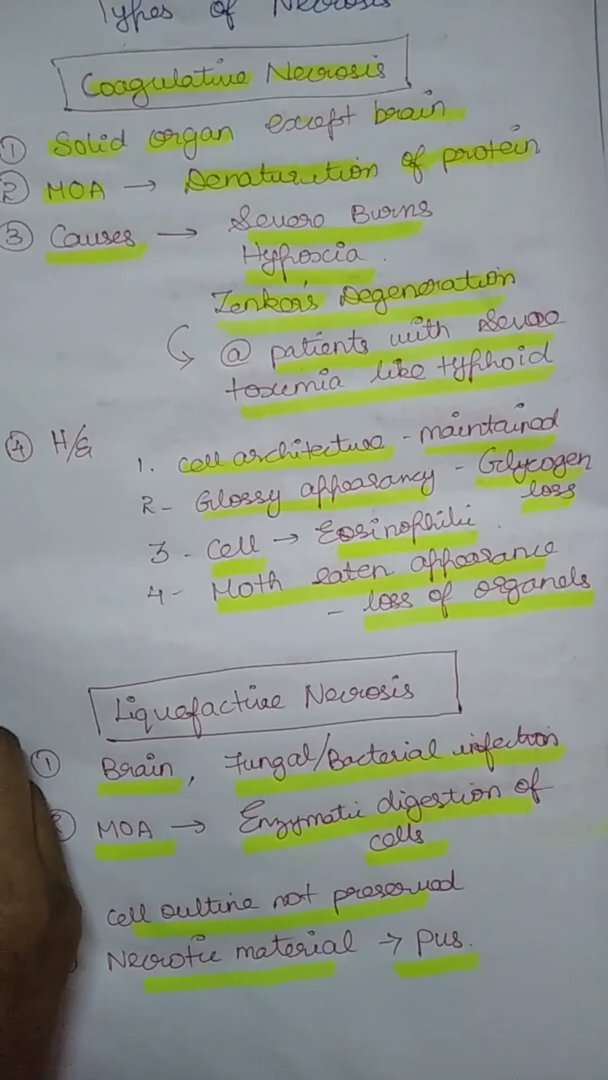 Types of Necrosis
Coagulative Necrosis
① Solid organ except brain
② MOA → Denaturation of protein
③ Causes → Severe Burns
Hypoxia.
Zenker's Degeneration
@ patients with severe
toxemia like typhoid
④ H/E
1. cell architecture - maintained
2 - Glossy appearancy - Glycogen
loss
3 - Cell → Eosinophilic
4 - Moth eaten appearance
- loss of organels
Liquefactive Necrosis
① Brain, Fungal/Bacterial infection
② MOA → Enzymatic digestion of
cells
cell outline not preserved
Necrotic material → Pus.